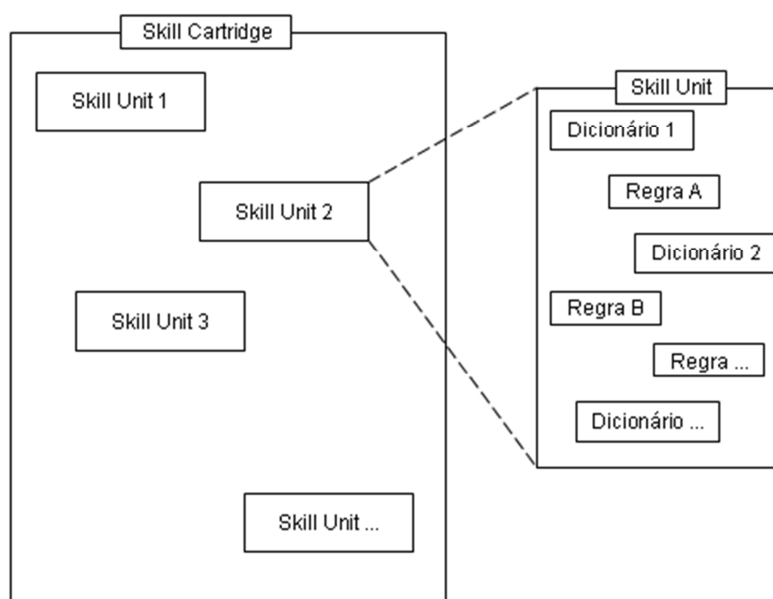 Skill Cartridge
Skill Unit 1
Skill Unit 2
Skill Unit 3
Skill Unit ...
Skill Unit
Dicionário 1
Regra A
Dicionário 2
Regra B
Regra ...
Dicionário ...